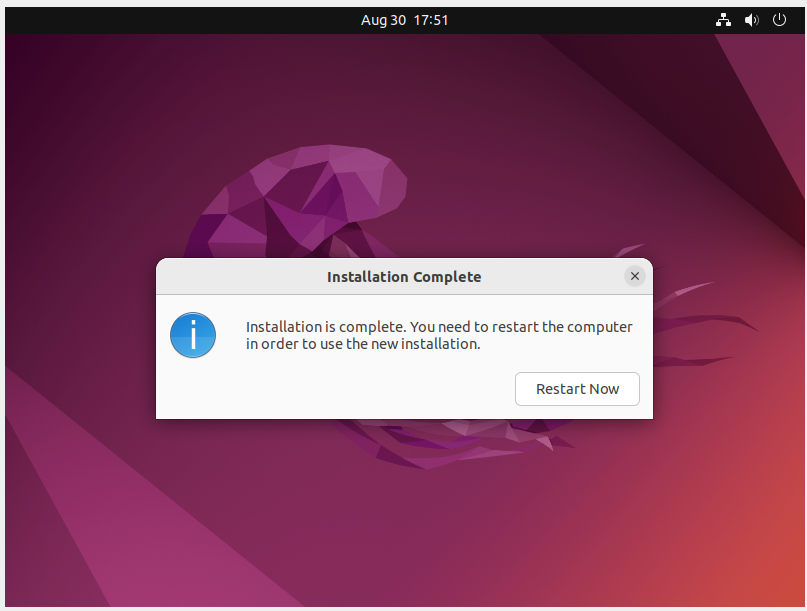 Aug 30 17:51
Installation Complete
Installation is complete. You need to restart the computer
in order to use the new installation.
Restart Now